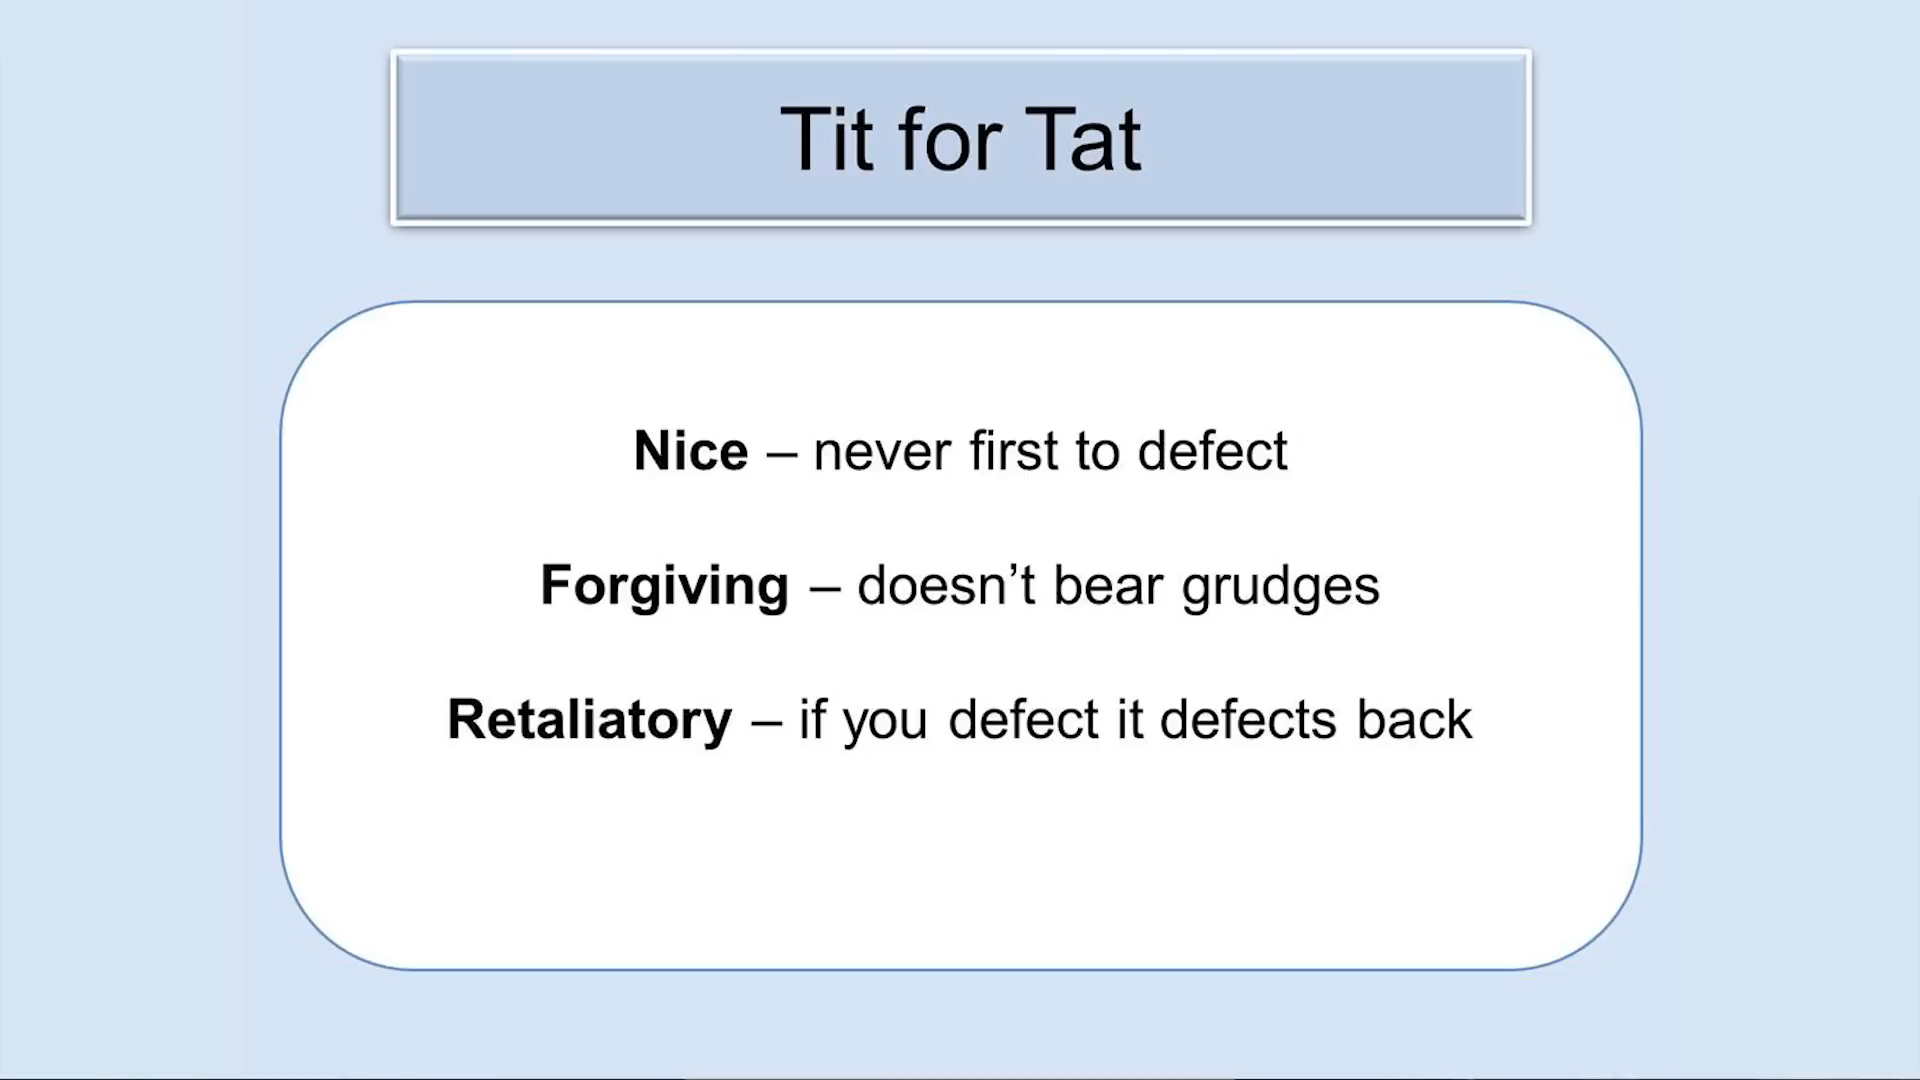 Tit for Tat
Nice – never first to defect
Forgiving – doesn’t bear grudges
Retaliatory – if you defect it defects back